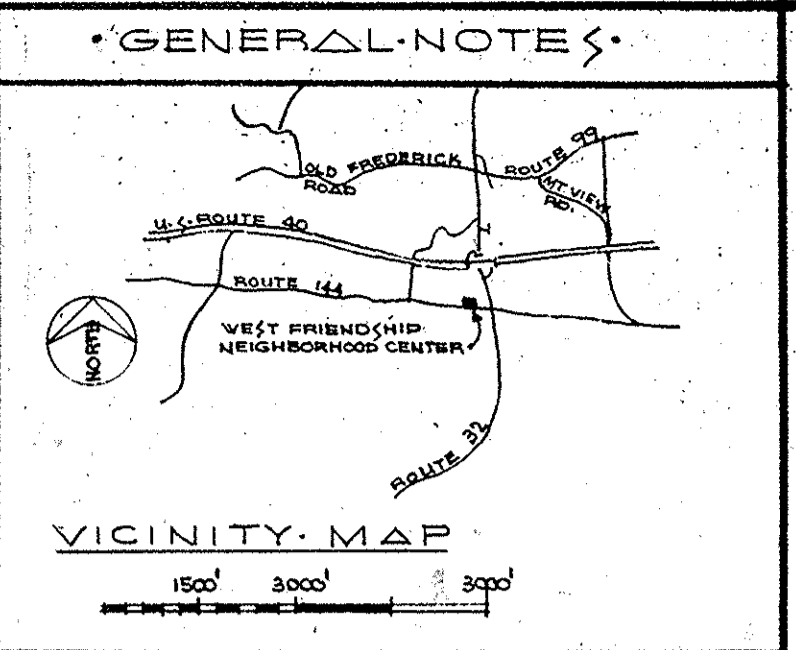 •GENERAL•NOTES•
OLD FREDERICK
ROAD
ROUTE 99
MT. VIEW
RD.
U.S. ROUTE 40
ROUTE 144
WEST FRIENDSHIP
NEIGHBORHOOD CENTER
NORTH
ROUTE 32
VICINITY • MAP
1500' 3000' 3000'